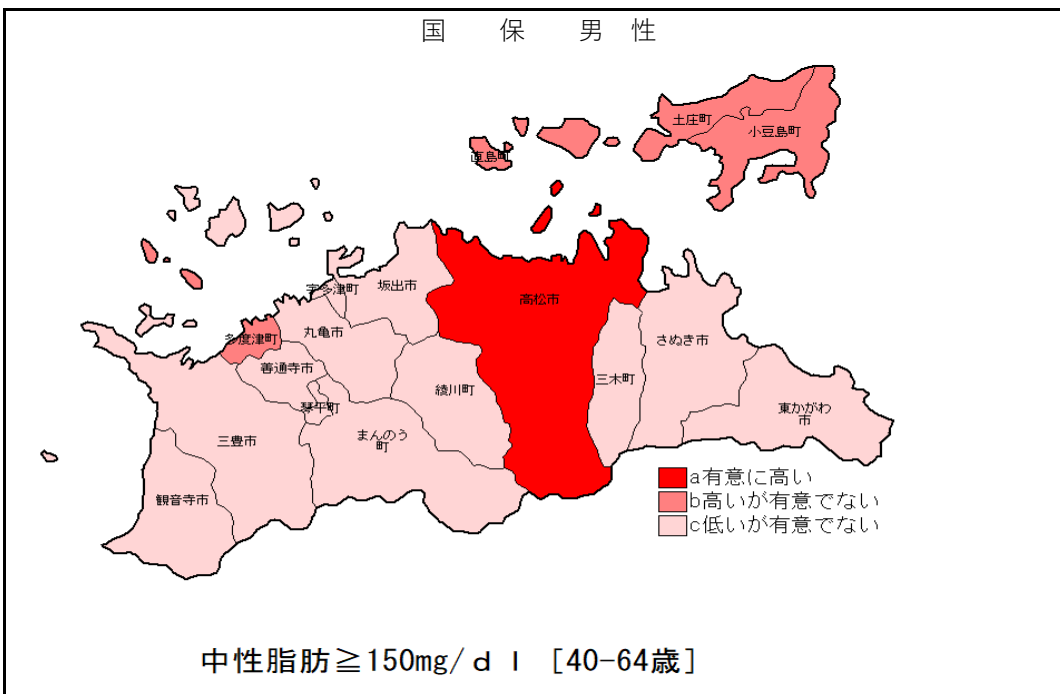 国 保 男 性
土庄町
小豆島町
直島町
宇多津町
坂出市
高松市
多度津町
丸亀市
さぬき市
善通寺市
綾川町
三木町
琴平町
東かがわ
市
三豊市
まんのう
町
観音寺市
a有意に高い
b高いが有意でない
c低いが有意でない
中性脂肪≧150mg/ｄｌ [40-64歳]